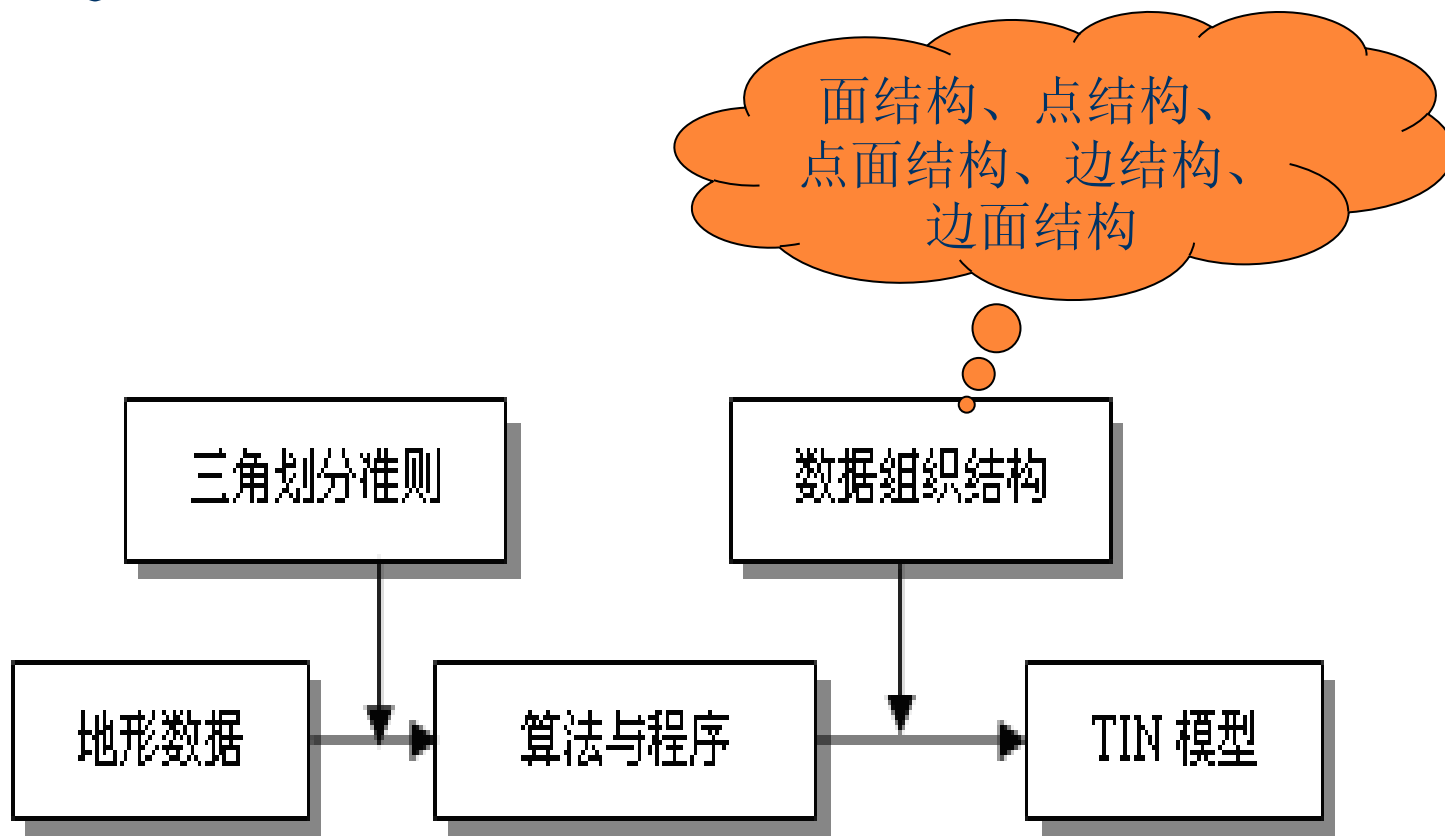 面结构、点结构、
点面结构、边结构、
边面结构
三角划分准则
数据组织结构
地形数据
算法与程序
TIN 模型